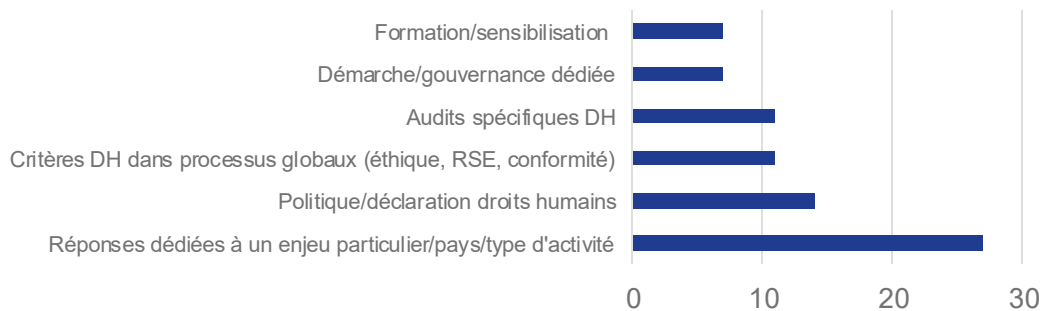 Formation/sensibilisation
Démarche/gouvernance dédiée
Audits spécifiques DH
Critères DH dans processus globaux (éthique, RSE, conformité)
Politique/déclaration droits humains
Réponses dédiées à un enjeu particulier/pays/type d'activité
0 10 20 30